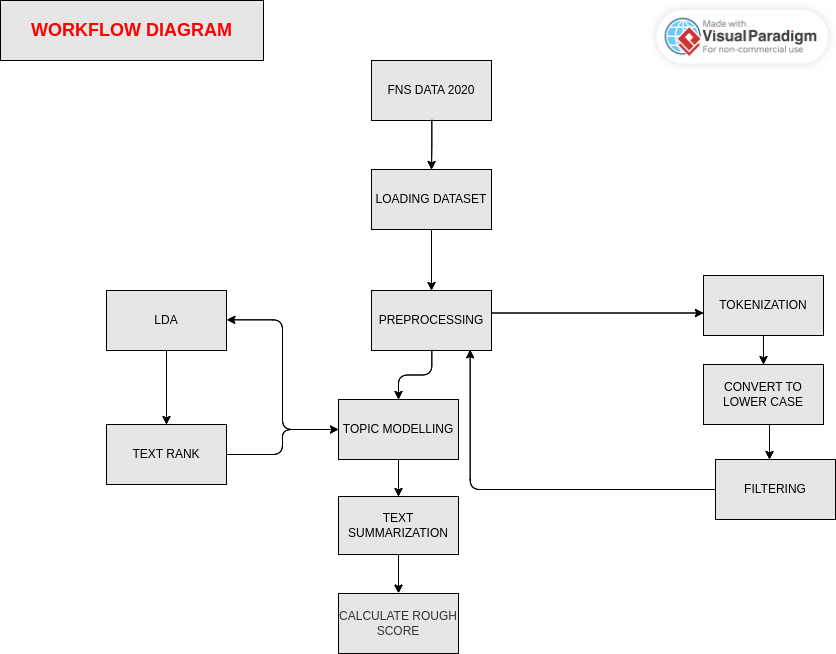 WORKFLOW DIAGRAM
Made with
Visual Paradigm
For non-commercial use
FNS DATA 2020
LOADING DATASET
PREPROCESSING
TOKENIZATION
CONVERT TO
LOWER CASE
FILTERING
LDA
TEXT RANK
TOPIC MODELLING
TEXT
SUMMARIZATION
CALCULATE ROUGH
SCORE